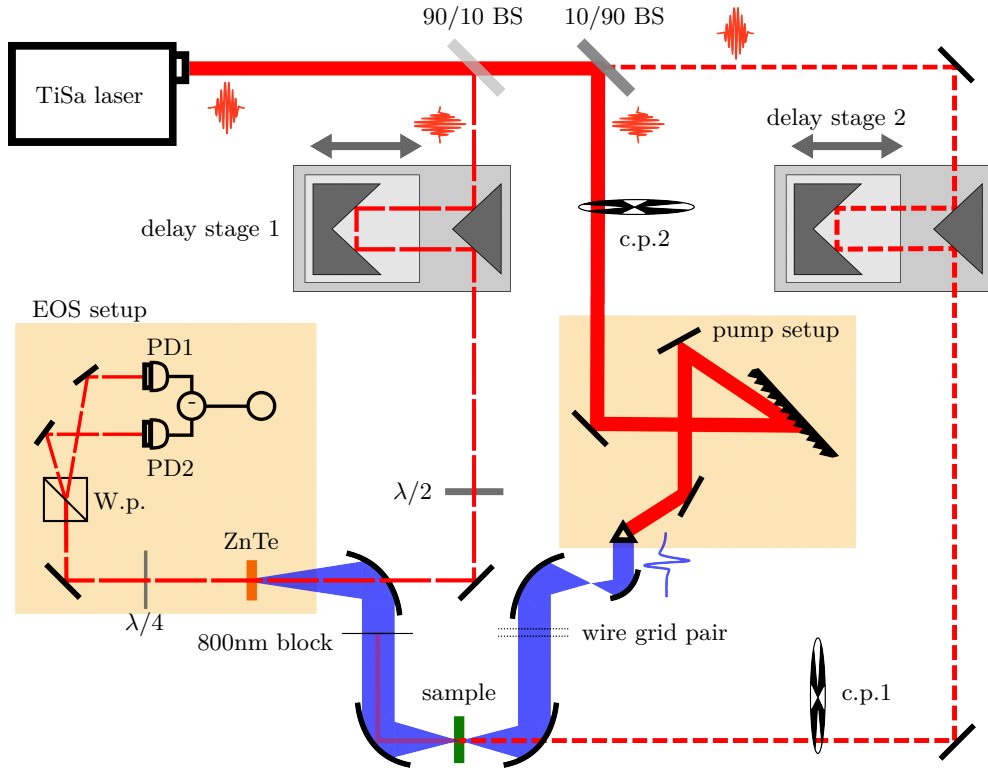 90/10 BS
10/90 BS
TiSa laser
delay stage 2
delay stage 1
c.p.2
EOS setup
pump setup
PD1
-
PD2
λ/2
W.p.
ZnTe
λ/4
800nm block
wire grid pair
sample
c.p.1